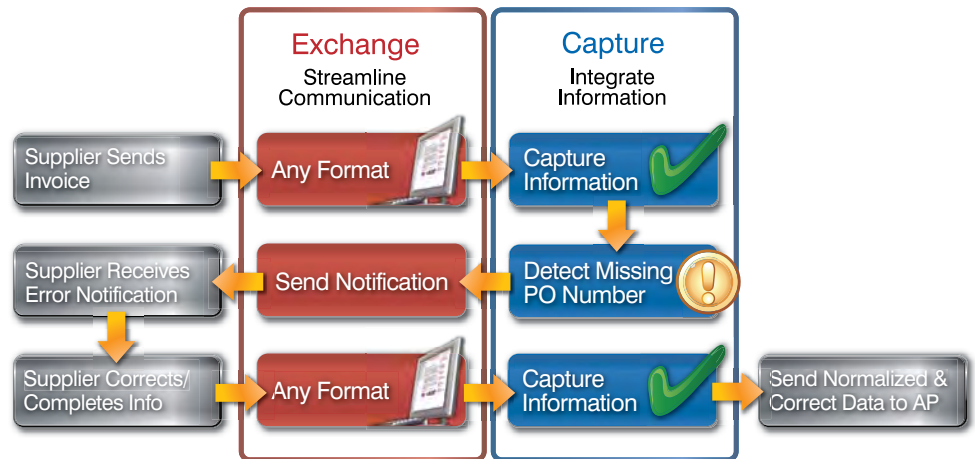 Exchange
Streamline
Communication
Capture
Integrate
Information
Supplier Sends
Invoice
Any Format
Capture
Information
Supplier Receives
Error Notification
Send Notification
Detect Missing
PO Number
Supplier Corrects/
Completes Info
Any Format
Capture
Information
Send Normalized &
Correct Data to AP